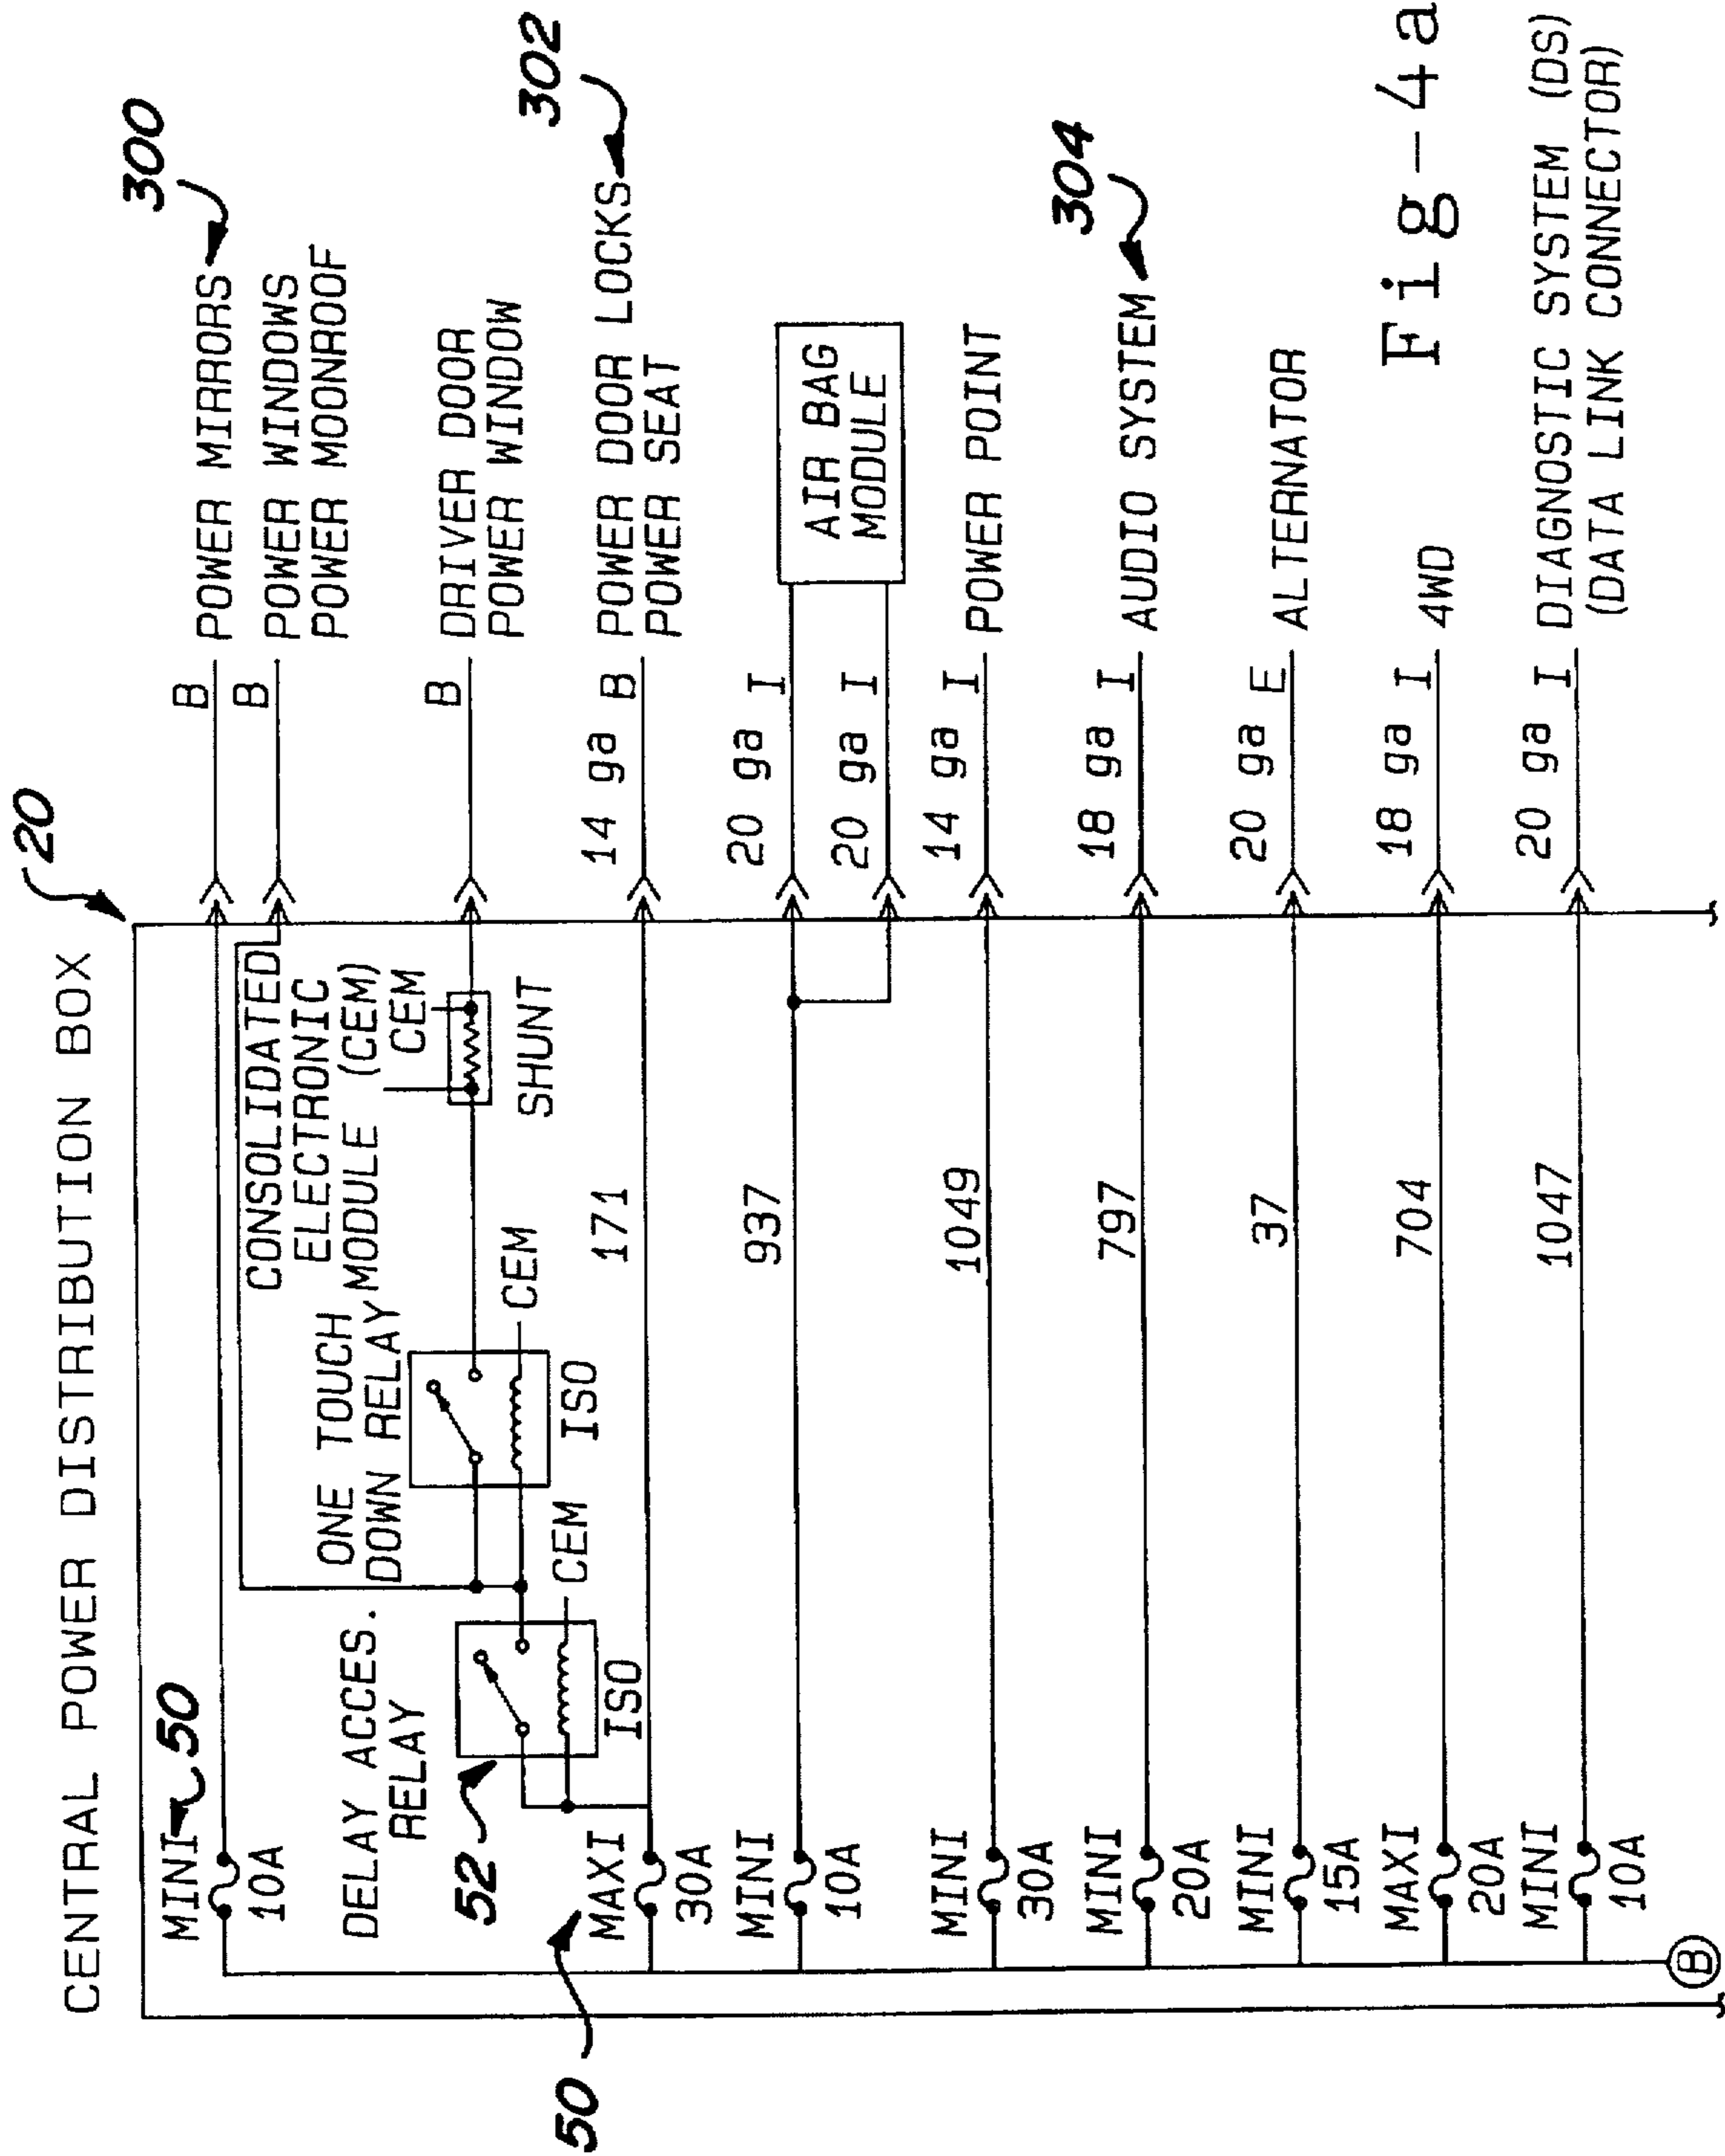 CENTRAL POWER DISTRIBUTION BOX
20
MINI
50
10A
B
POWER MIRRORS
300
CONSOLIDATED
ELECTRONIC
MODULE (CEM)
B
POWER WINDOWS
POWER MOONROOF
DELAY ACCES.
RELAY
52
ISO
CEM
ONE TOUCH
DOWN RELAY
ISO
CEM
CEM
SHUNT
B
DRIVER DOOR
POWER WINDOW
50
MAXI
30A
171
14 ga B
POWER DOOR LOCKS
POWER SEAT
302
MINI
10A
937
20 ga I
20 ga I
AIR BAG
MODULE
MINI
30A
1049
14 ga I
POWER POINT
MINI
20A
797
18 ga I
AUDIO SYSTEM
304
MINI
15A
37
20 ga E
ALTERNATOR
MAXI
20A
704
18 ga I
4WD
MINI
10A
1047
20 ga I
DIAGNOSTIC SYSTEM (DS)
(DATA LINK CONNECTOR)
B
Fig-4a